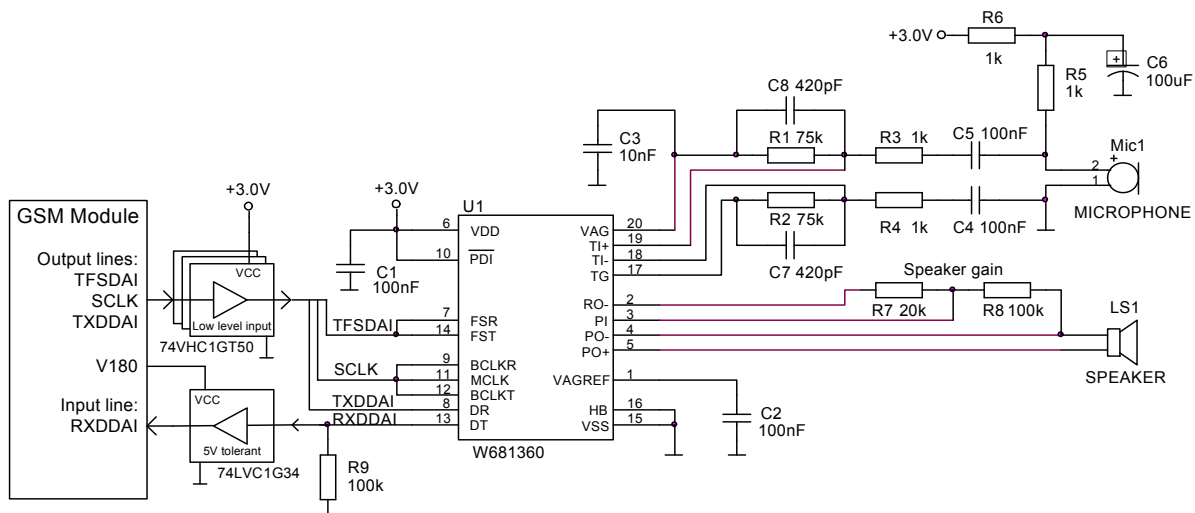 R6
+3.0V
1k
C6
100uF
R5
1k
C8 420pF
C3
10nF
R1 75k
R3 1k
C5 100nF
Mic1
+
2
1
MICROPHONE
R2 75k
R4 1k
C4 100nF
C7 420pF
+3.0V
+3.0V
GSM Module
Output lines:
TFSDAI
SCLK
TXDDAI
V180
Input line:
RXDDAI
VCC
Low level input
74VHC1GT50
VCC
5V tolerant
74LVC1G34
C1
100nF
R9
100k
TFSDAI
SCLK
TXDDAI
RXDDAI
U1
6 VDD
10 PDI
7 FSR
14 FST
9 BCLKR
11 MCLK
12 BCLKT
8 DR
13 DT
VAG 20
TI+ 19
TI- 18
TG 17
RO- 2
PI 3
PO- 4
PO+ 5
VAGREF 1
HB 16
VSS 15
W681360
Speaker gain
R7 20k
R8 100k
LS1
SPEAKER
C2
100nF